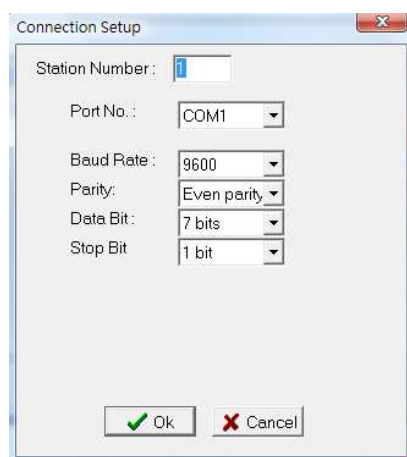 Connection Setup
Station Number : 1
Port No. : COM1
Baud Rate : 9600
Parity: Even parity
Data Bit : 7 bits
Stop Bit 1 bit
Ok Cancel